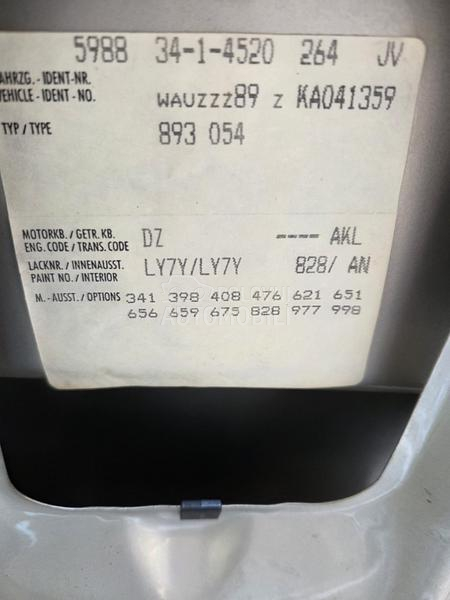 5988 34-1-4520 264 JV
FAHRZG.-IDENT-NR.
VEHICLE-IDENT-NO. WAUZZZ89 Z KA041359
TYP/TYPE 893 054
MOTORKB./GETR.KB. DZ --- AKL
ENG.CODE/TRANS.CODE
LACKNR./INNENAUSST. LY7Y/LY7Y 828/ AN
PAINT NO./INTERIOR
M.-AUSST./OPTIONS 341 398 408 476 621 651
656 659 675 828 977 998
AUTOMOBILI